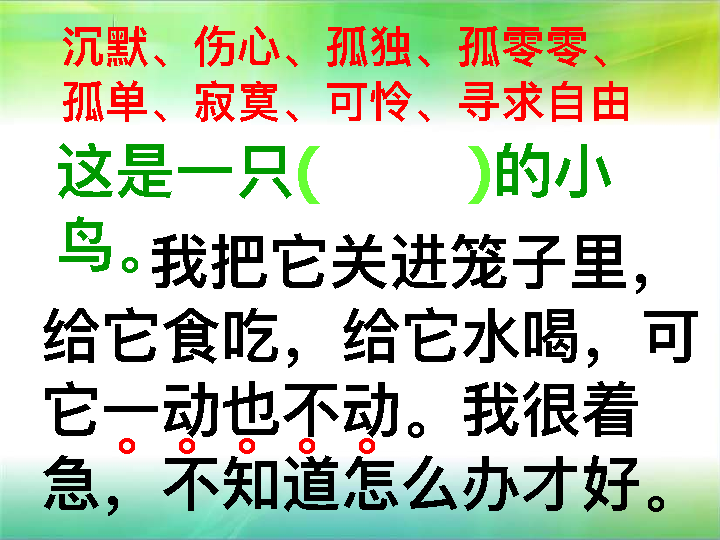 沉默、伤心、孤独、孤零零、
孤单、寂寞、可怜、寻求自由
这是一只(　　)的小
鸟。
我把它关进笼子里，
给它食吃，给它水喝，可
它一动也不动。我很着
急，不知道怎么办才好。